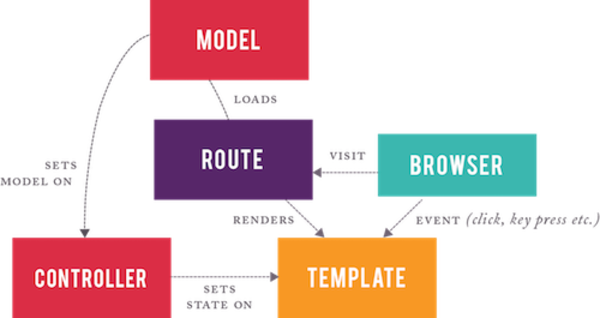 MODEL
LOADS
ROUTE
VISIT
BROWSER
SETS
MODEL ON
RENDERS
EVENT (click, key press etc.)
CONTROLLER
TEMPLATE
SETS
STATE ON